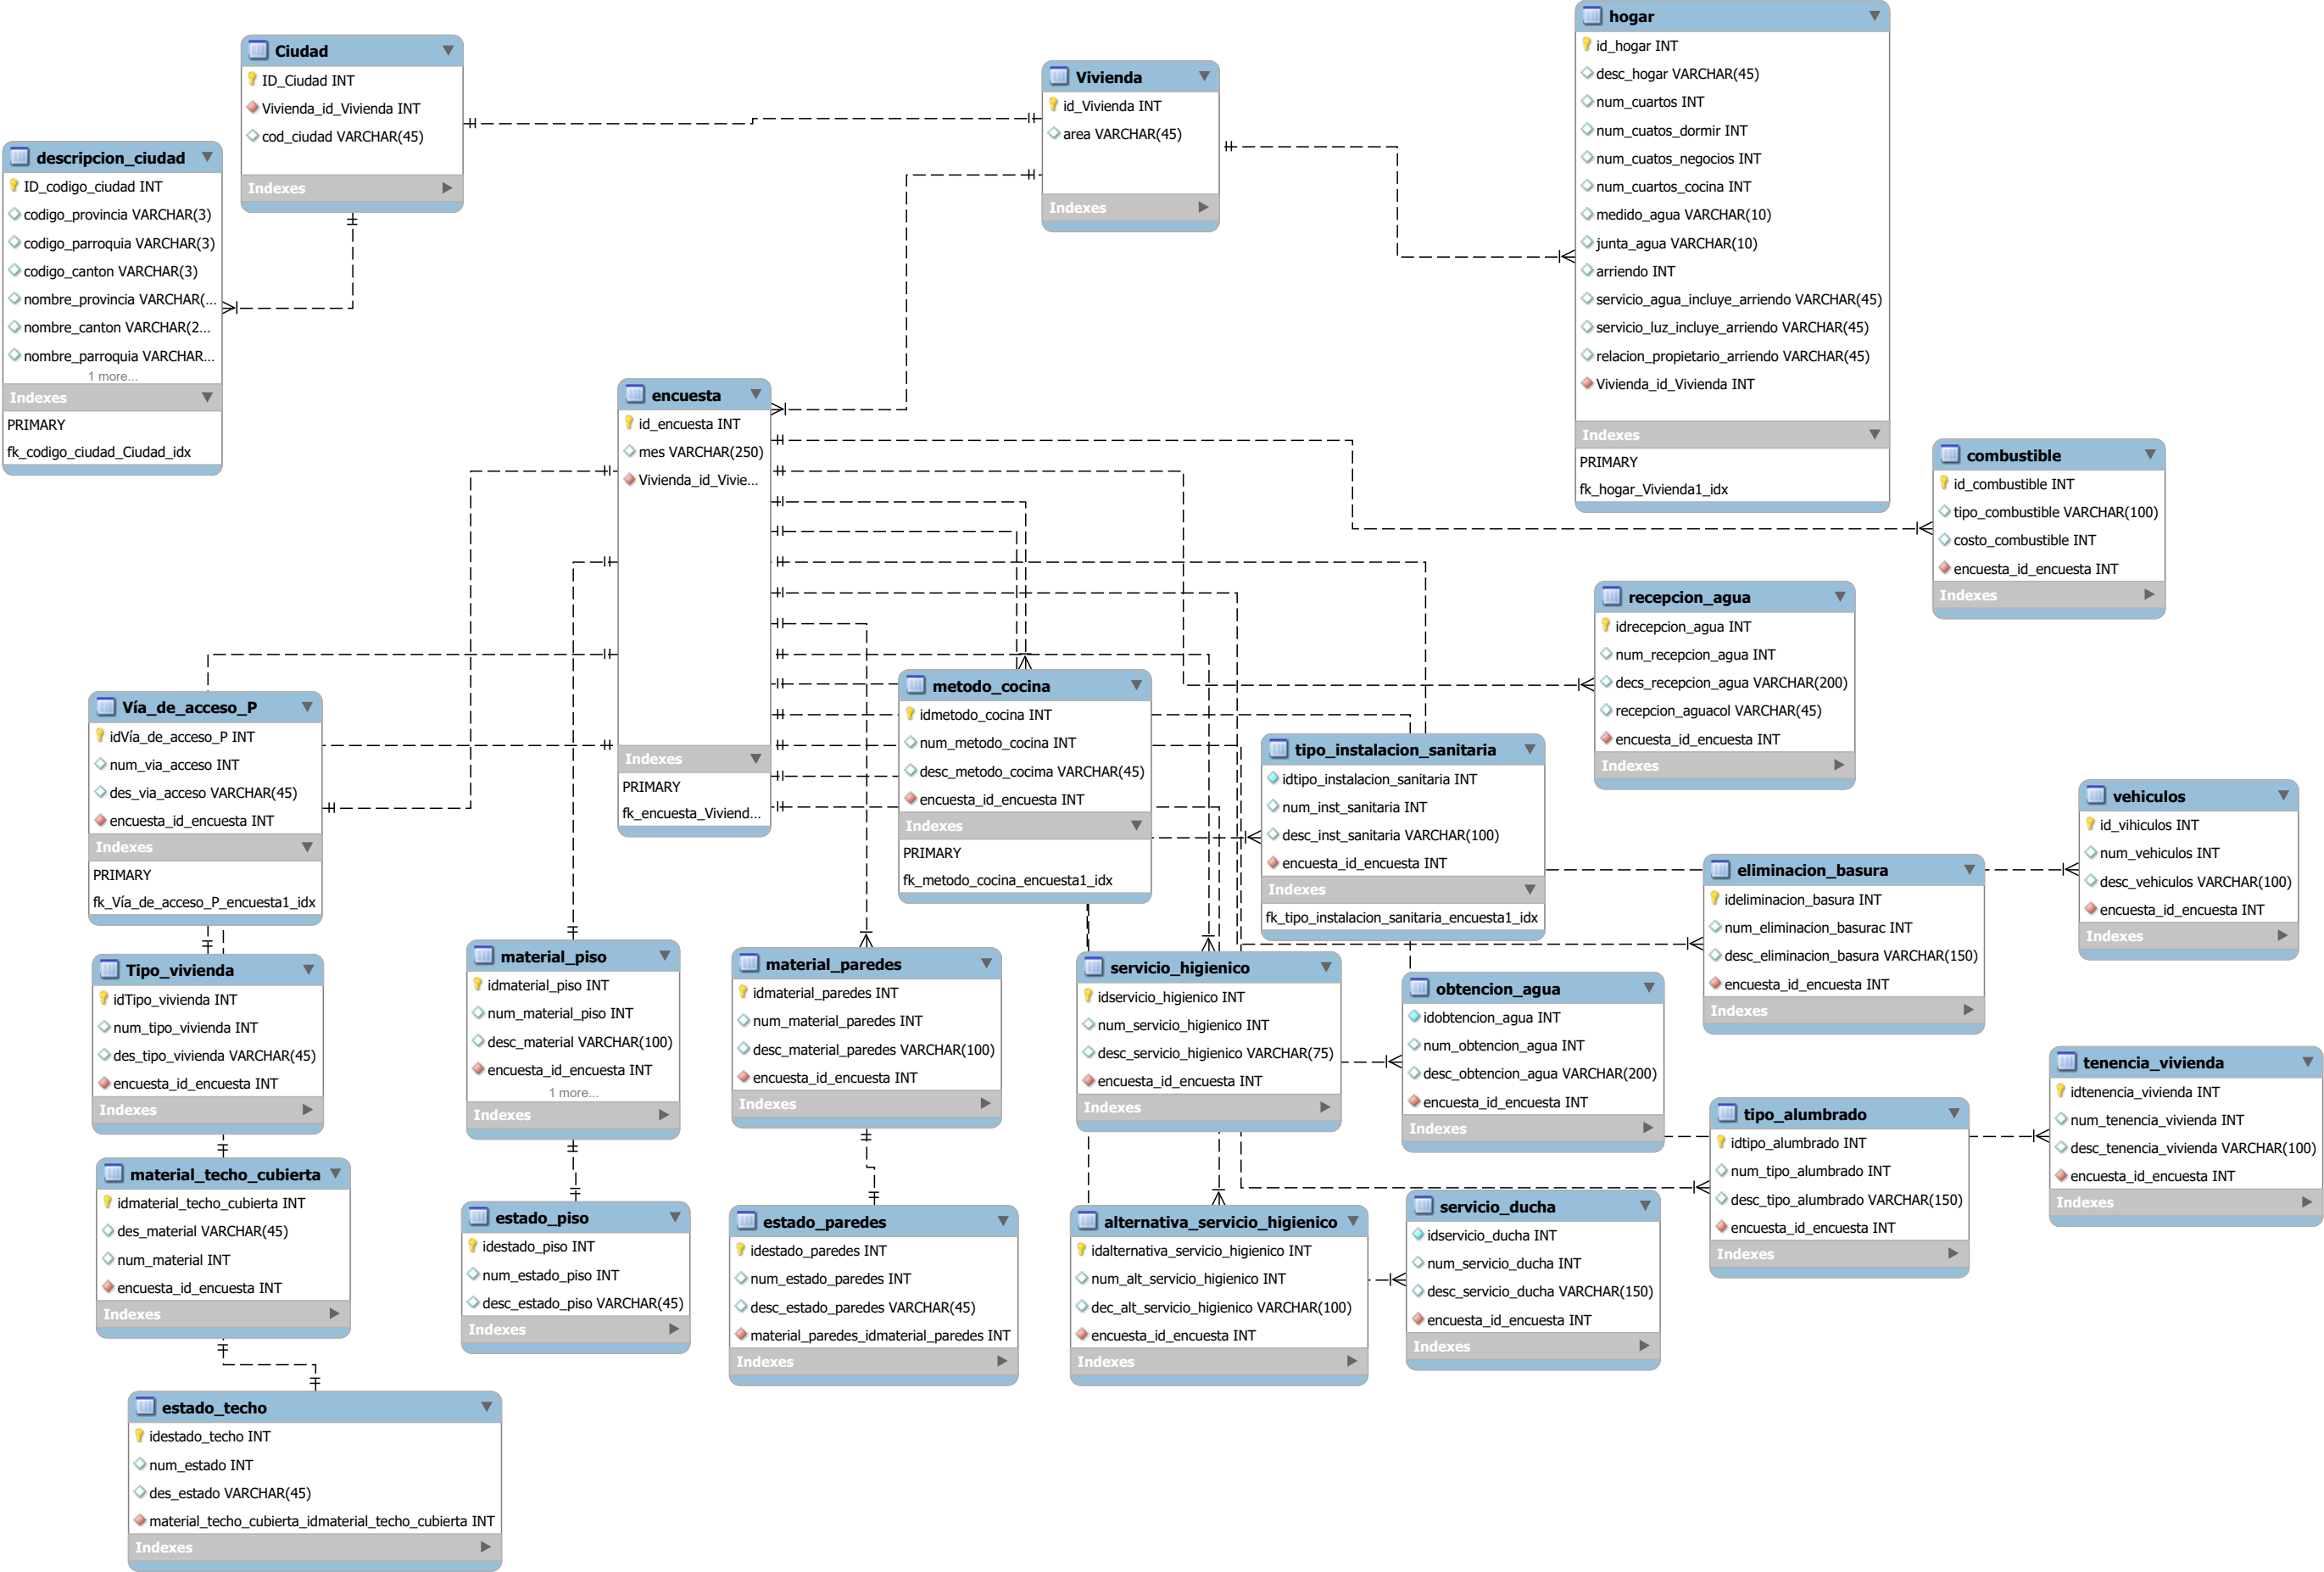 Ciudad
ID_Ciudad INT
Vivienda_id_Vivienda INT
cod_ciudad VARCHAR(45)
Indexes
descripcion_ciudad
ID_codigo_ciudad INT
codigo_provincia VARCHAR(3)
codigo_parroquia VARCHAR(3)
codigo_canton VARCHAR(3)
nombre_provincia VARCHAR(...
nombre_canton VARCHAR(2...
nombre_parroquia VARCHAR...
1 more...
Indexes
PRIMARY
fk_codigo_ciudad_Ciudad_idx
Vivienda
id_Vivienda INT
area VARCHAR(45)
Indexes
hogar
id_hogar INT
desc_hogar VARCHAR(45)
num_cuartos INT
num_cuatos_dormir INT
num_cuatos_negocios INT
num_cuartos_cocina INT
medido_agua VARCHAR(10)
junta_agua VARCHAR(10)
arriendo INT
servicio_agua_incluye_arriendo VARCHAR(45)
servicio_luz_incluye_arriendo VARCHAR(45)
relacion_propietario_arriendo VARCHAR(45)
Vivienda_id_Vivienda INT
Indexes
PRIMARY
fk_hogar_Vivienda1_idx
encuesta
id_encuesta INT
mes VARCHAR(250)
Vivienda_id_Vivie...
Indexes
PRIMARY
fk_encuesta_Viviend...
combustible
id_combustible INT
tipo_combustible VARCHAR(100)
costo_combustible INT
encuesta_id_encuesta INT
Indexes
recepcion_agua
idrecepcion_agua INT
num_recepcion_agua INT
decs_recepcion_agua VARCHAR(200)
recepcion_aguacol VARCHAR(45)
encuesta_id_encuesta INT
Indexes
Vía_de_acceso_P
idVía_de_acceso_P INT
num_via_acceso INT
des_via_acceso VARCHAR(45)
encuesta_id_encuesta INT
Indexes
PRIMARY
fk_Vía_de_acceso_P_encuesta1_idx
metodo_cocina
idmetodo_cocina INT
num_metodo_cocina INT
desc_metodo_cocima VARCHAR(45)
encuesta_id_encuesta INT
Indexes
PRIMARY
fk_metodo_cocina_encuesta1_idx
tipo_instalacion_sanitaria
idtipo_instalacion_sanitaria INT
num_inst_sanitaria INT
desc_inst_sanitaria VARCHAR(100)
encuesta_id_encuesta INT
Indexes
fk_tipo_instalacion_sanitaria_encuesta1_idx
vehiculos
id_vihiculos INT
num_vehiculos INT
desc_vehiculos VARCHAR(100)
encuesta_id_encuesta INT
Indexes
eliminacion_basura
ideliminacion_basura INT
num_eliminacion_basurac INT
desc_eliminacion_basura VARCHAR(150)
encuesta_id_encuesta INT
Indexes
Tipo_vivienda
idTipo_vivienda INT
num_tipo_vivienda INT
des_tipo_vivienda VARCHAR(45)
encuesta_id_encuesta INT
Indexes
material_piso
idmaterial_piso INT
num_material_piso INT
desc_material VARCHAR(100)
encuesta_id_encuesta INT
1 more...
Indexes
material_paredes
idmaterial_paredes INT
num_material_paredes INT
desc_material_paredes VARCHAR(100)
encuesta_id_encuesta INT
Indexes
servicio_higienico
idservicio_higienico INT
num_servicio_higienico INT
desc_servicio_higienico VARCHAR(75)
encuesta_id_encuesta INT
Indexes
obtencion_agua
idobtencion_agua INT
num_obtencion_agua INT
desc_obtencion_agua VARCHAR(200)
encuesta_id_encuesta INT
Indexes
tenencia_vivienda
idtenencia_vivienda INT
num_tenencia_vivienda INT
desc_tenencia_vivienda VARCHAR(100)
encuesta_id_encuesta INT
Indexes
tipo_alumbrado
idtipo_alumbrado INT
num_tipo_alumbrado INT
desc_tipo_alumbrado VARCHAR(150)
encuesta_id_encuesta INT
Indexes
material_techo_cubierta
idmaterial_techo_cubierta INT
des_material VARCHAR(45)
num_material INT
encuesta_id_encuesta INT
Indexes
estado_piso
idestado_piso INT
num_estado_piso INT
desc_estado_piso VARCHAR(45)
Indexes
estado_paredes
idestado_paredes INT
num_estado_paredes INT
desc_estado_paredes VARCHAR(45)
material_paredes_idmaterial_paredes INT
Indexes
alternativa_servicio_higienico
idalternativa_servicio_higienico INT
num_alt_servicio_higienico INT
dec_alt_servicio_higienico VARCHAR(100)
encuesta_id_encuesta INT
Indexes
servicio_ducha
idservicio_ducha INT
num_servicio_ducha INT
desc_servicio_ducha VARCHAR(150)
encuesta_id_encuesta INT
Indexes
estado_techo
idestado_techo INT
num_estado INT
des_estado VARCHAR(45)
material_techo_cubierta_idmaterial_techo_cubierta INT
Indexes